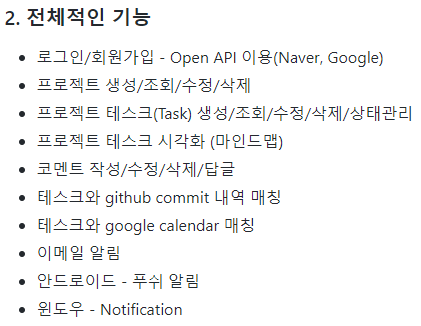 2. 전체적인 기능
로그인/회원가입 - Open API 이용(Naver, Google)
프로젝트 생성/조회/수정/삭제
프로젝트 테스크(Task) 생성/조회/수정/삭제/상태관리
프로젝트 테스크 시각화 (마인드맵)
코멘트 작성/수정/삭제/답글
테스크와 github commit 내역 매칭
테스크와 google calendar 매칭
이메일 알림
안드로이드 - 푸쉬 알림
윈도우 - Notification